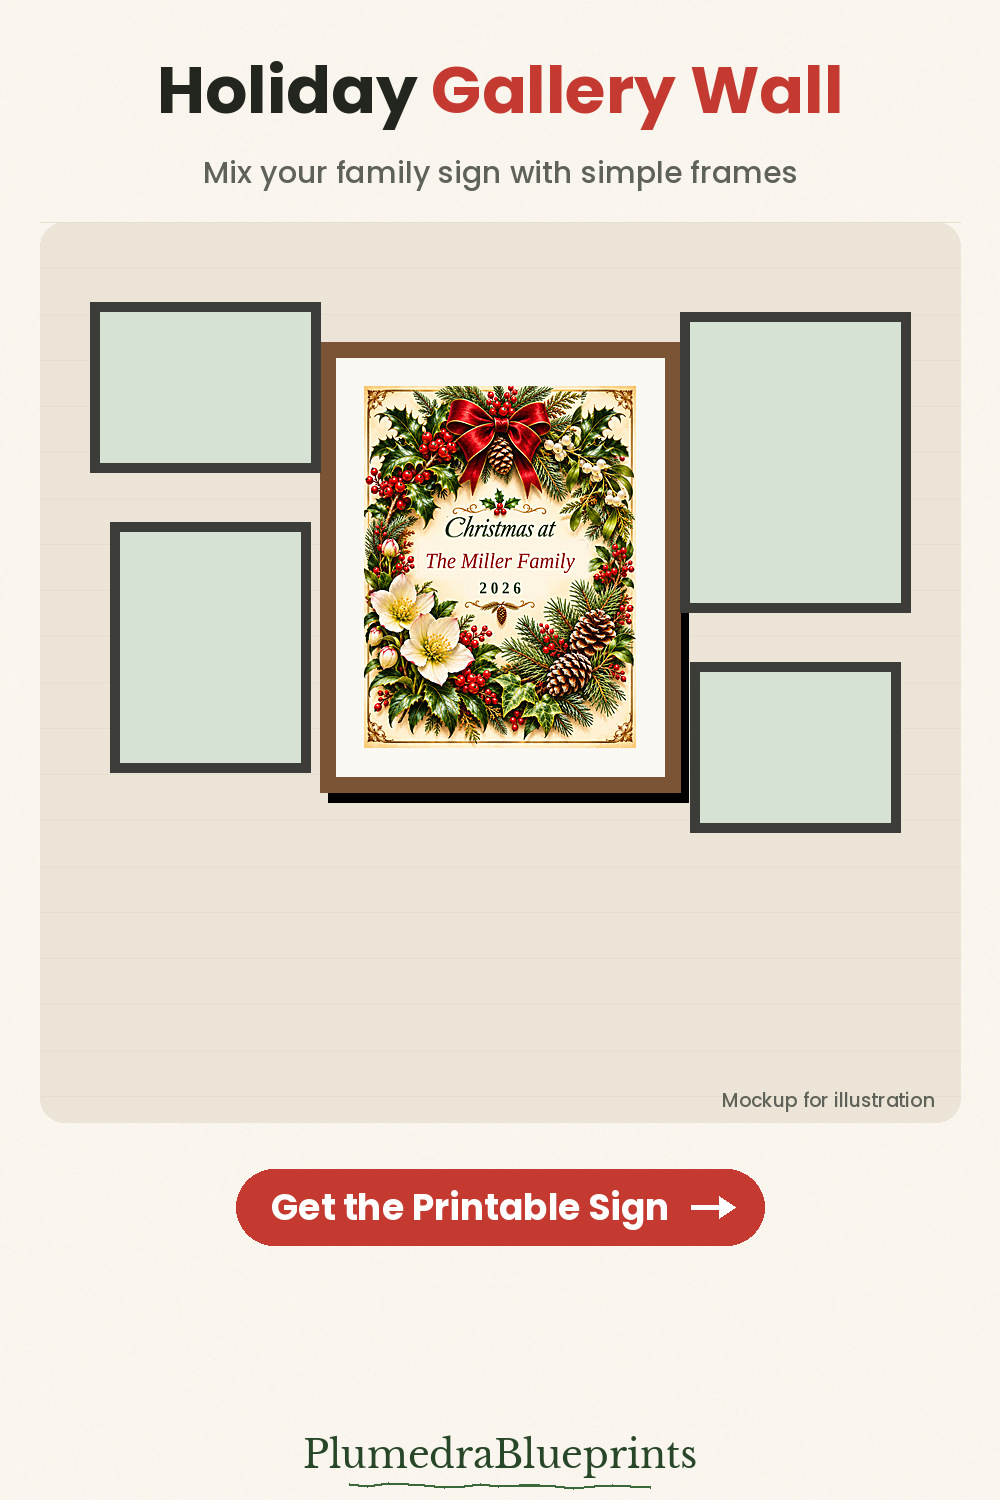 Holiday Gallery Wall
Mix your family sign with simple frames
Christmas at
The Miller Family
2026
Mockup for illustration
Get the Printable Sign →
PlumedraBlueprints